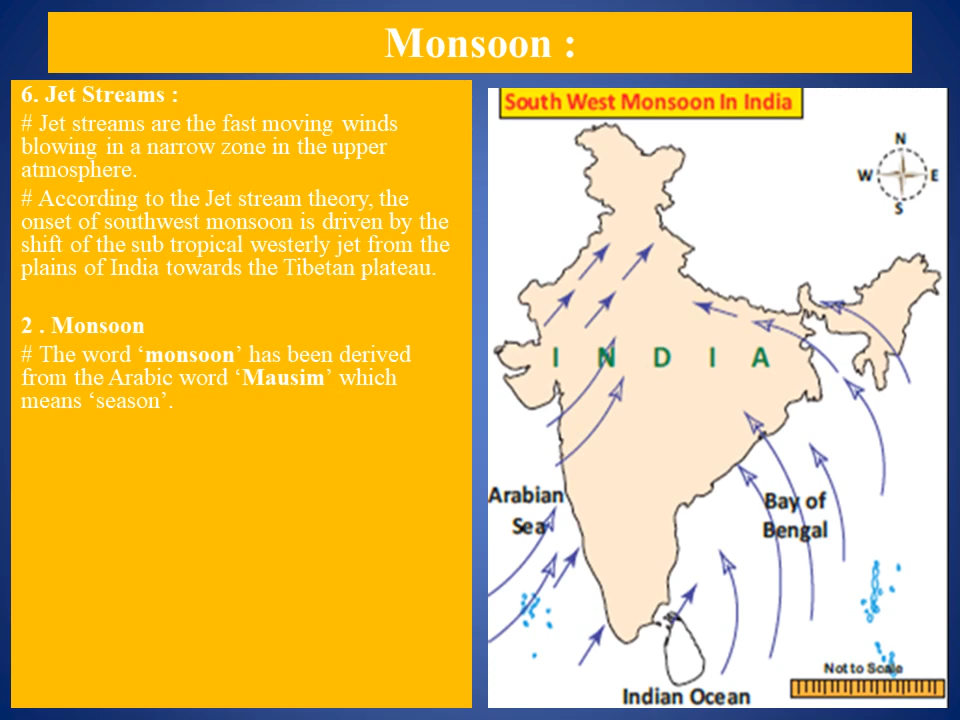 Monsoon :
6. Jet Streams :
# Jet streams are the fast moving winds
blowing in a narrow zone in the upper
atmosphere.
# According to the Jet stream theory, the
onset of southwest monsoon is driven by the
shift of the sub tropical westerly jet from the
plains of India towards the Tibetan plateau.
2 . Monsoon
# The word ‘monsoon’ has been derived
from the Arabic word ‘Mausim’ which
means ‘season’.
South West Monsoon In India
N
W E
S
I N D I A
Arabian
Sea
Bay of
Bengal
Not to Scale
Indian Ocean